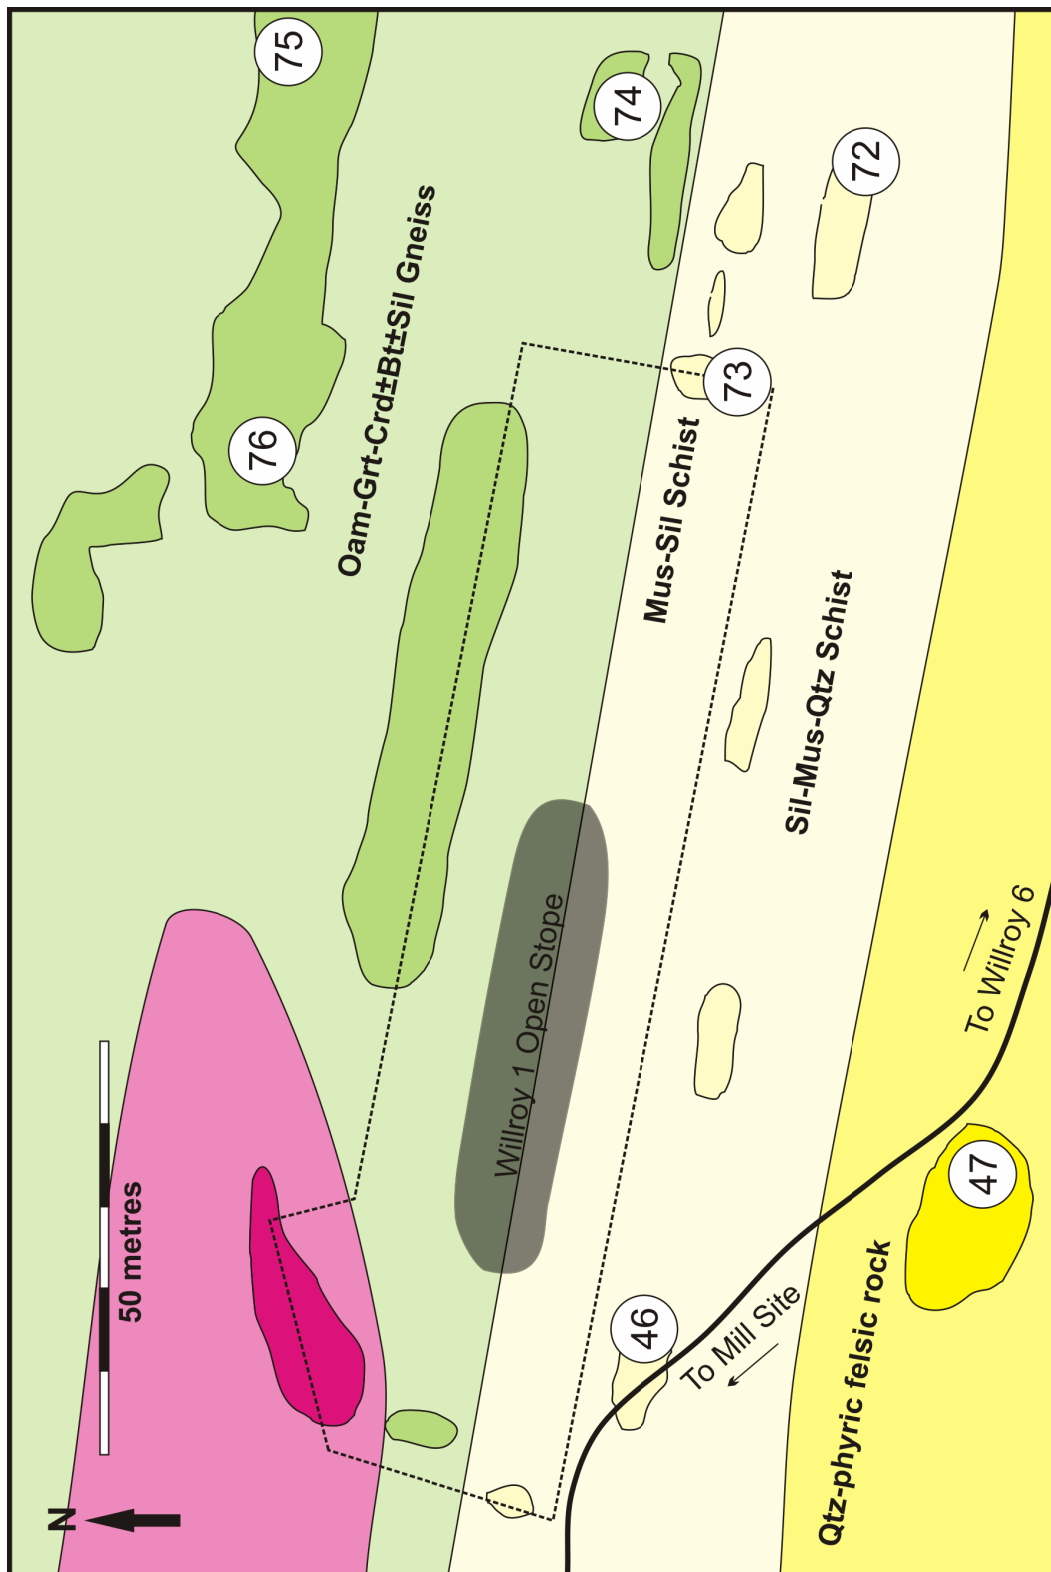 N
50 metres
76
75
Oam-Grt-Crd±Bt±Sil Gneiss
Willroy 1 Open Stope
74
46
Mus-Sil Schist
73
To Mill Site
Sil-Mus-Qtz Schist
72
Qtz-phyric felsic rock
47
To Willroy 6